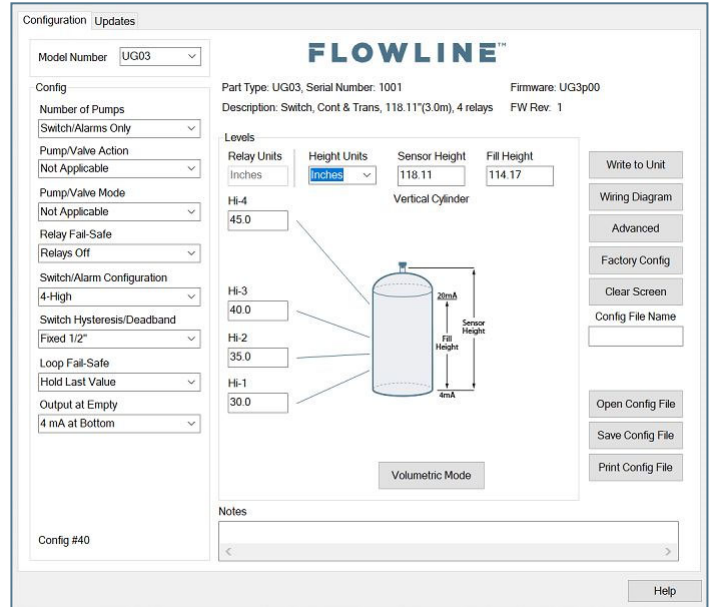 Configuration Updates
Model Number UG03
FLOWLINE™
Config
Part Type: UG03, Serial Number: 1001 Firmware: UG3p00
Description: Switch, Cont & Trans, 118.11"(3.0m), 4 relays FW Rev: 1
Number of Pumps
Switch/Alarms Only
Pump/Valve Action
Not Applicable
Pump/Valve Mode
Not Applicable
Relay Fail-Safe
Relays Off
Switch/Alarm Configuration
4-High
Switch Hysteresis/Deadband
Fixed 1/2"
Loop Fail-Safe
Hold Last Value
Output at Empty
4 mA at Bottom
Config #40
Levels
Relay Units Height Units Sensor Height Fill Height
Inches Inches 118.11 114.17
Vertical Cylinder
Hi-4
45.0
Hi-3
40.0
Hi-2
35.0
Hi-1
30.0
20mA
Sensor
Height
Fill
Height
4mA
Volumetric Mode
Write to Unit
Wiring Diagram
Advanced
Factory Config
Clear Screen
Config File Name
Open Config File
Save Config File
Print Config File
Notes
Help